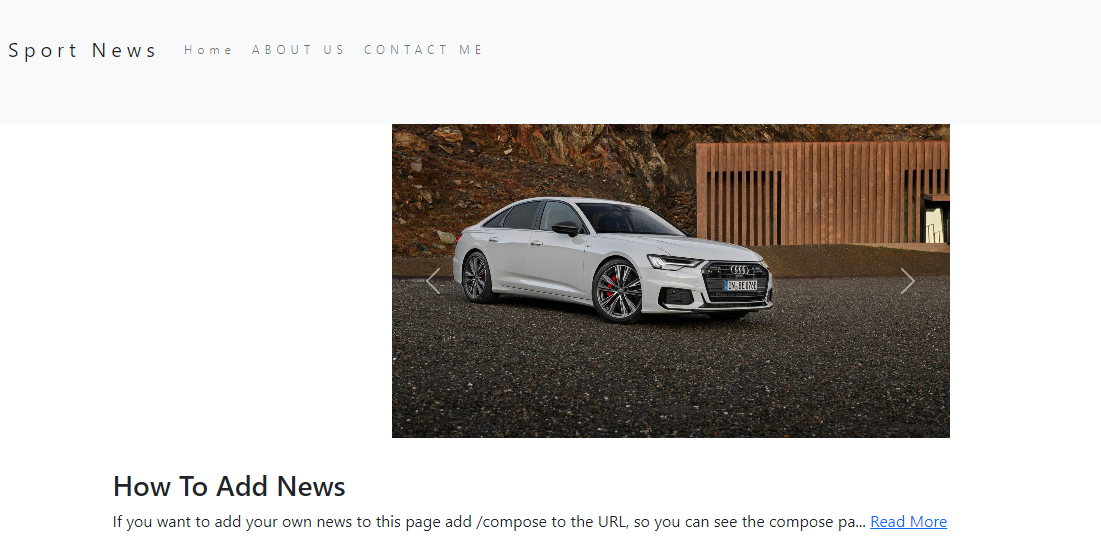 Sport News Home ABOUT US CONTACT ME
How To Add News
If you want to add your own news to this page add /compose to the URL, so you can see the compose pa... Read More